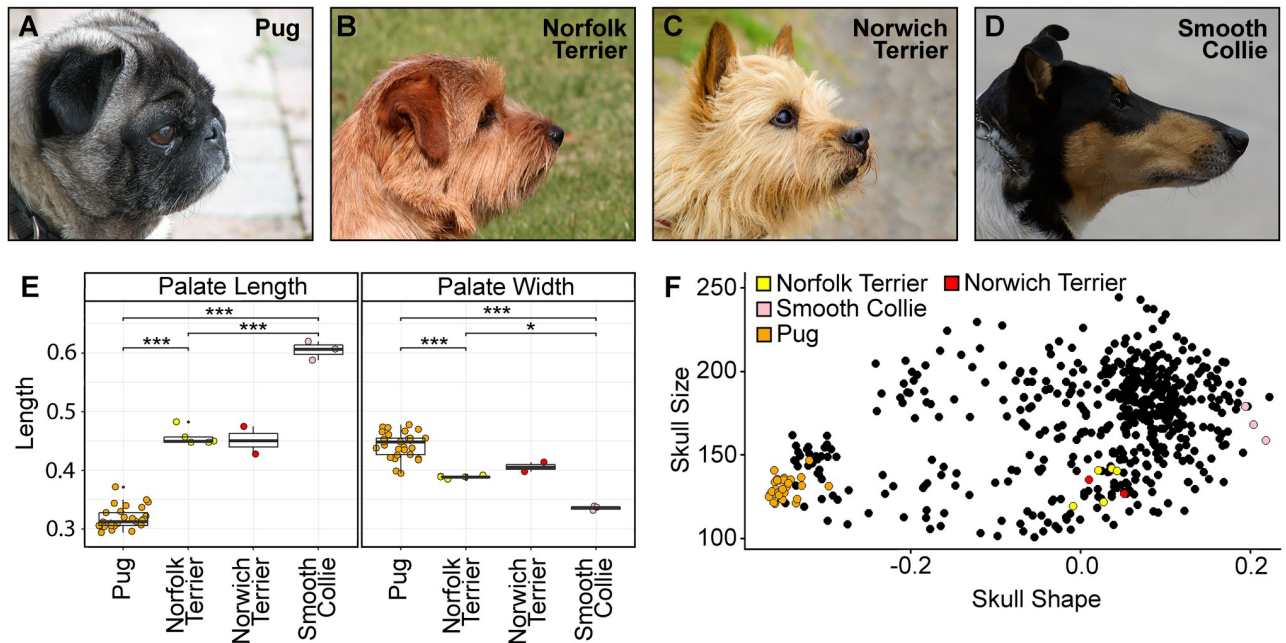 A
Pug
B
Norfolk
Terrier
C
Norwich
Terrier
D
Smooth
Collie
E
Palate Length
Palate Width
***
***
***
***
***
*
Length
0.6
0.5
0.4
0.3
Pug
Norfolk
Terrier
Norwich
Terrier
Smooth
Collie
Pug
Norfolk
Terrier
Norwich
Terrier
Smooth
Collie
F
Norfolk Terrier
Norwich Terrier
Smooth Collie
Pug
Skull Size
250
200
150
100
-0.2
0.0
0.2
Skull Shape